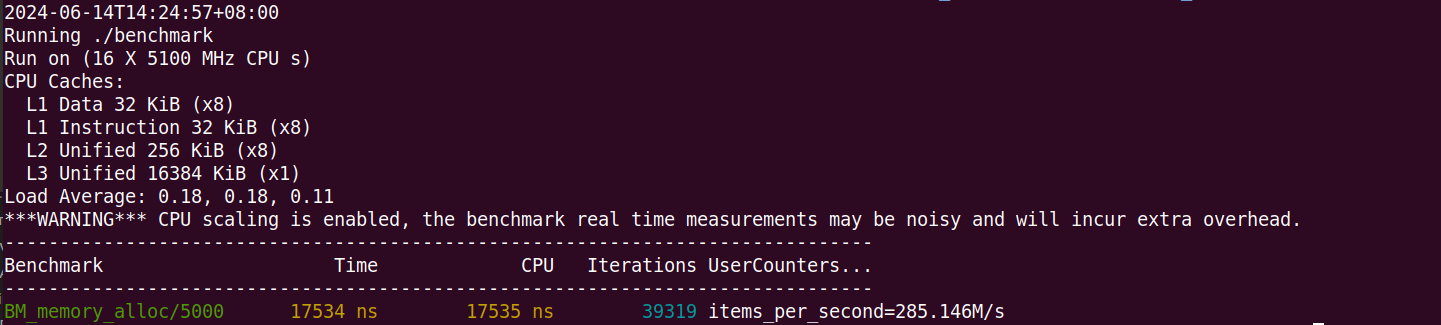 2024-06-14T14:24:57+08:00
Running ./benchmark
Run on (16 X 5100 MHz CPU s)
CPU Caches:
  L1 Data 32 KiB (x8)
  L1 Instruction 32 KiB (x8)
  L2 Unified 256 KiB (x8)
  L3 Unified 16384 KiB (x1)
Load Average: 0.18, 0.18, 0.11
***WARNING*** CPU scaling is enabled, the benchmark real time measurements may be noisy and will incur extra overhead.
-------------------------------------------------------------------------------
Benchmark                     Time             CPU   Iterations UserCounters...
-------------------------------------------------------------------------------
BM_memory_alloc/5000      17534 ns        17535 ns        39319 items_per_second=285.146M/s